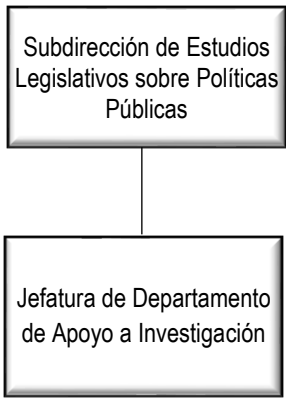 Subdirección de Estudios
Legislativos sobre Políticas
Públicas
Jefatura de Departamento
de Apoyo a Investigación